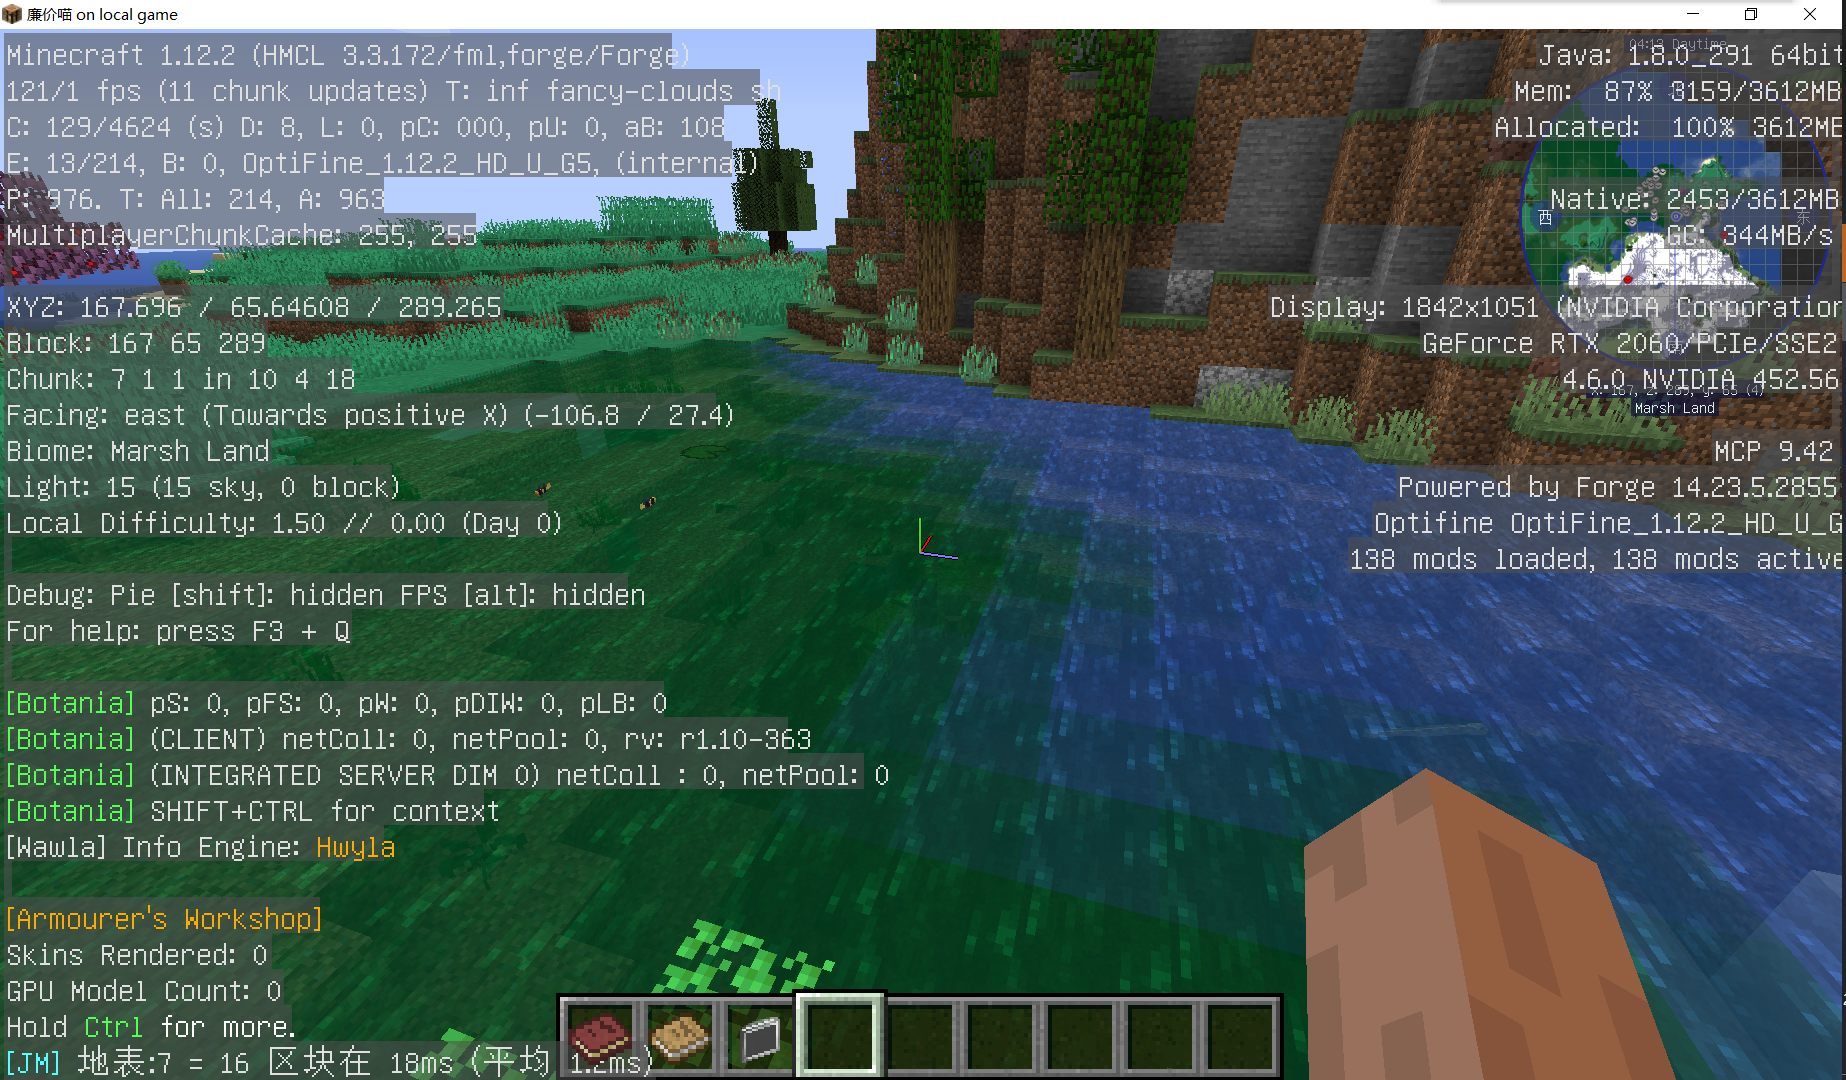 廉价喵 on local game
Minecraft 1.12.2 (HMCL 3.3.172/fml,forge/Forge)
121/1 fps (11 chunk updates) T: inf fancy-clouds sh
C: 129/4624 (s) D: 8, L: 0, pC: 000, pU: 0, aB: 108
E: 13/214, B: 0, OptiFine_1.12.2_HD_U_G5, (internal)
P: 976. T: All: 214, A: 963
MultiplayerChunkCache: 255, 255
XYZ: 167.696 / 65.64608 / 289.265
Block: 167 65 289
Chunk: 7 1 1 in 10 4 18
Facing: east (Towards positive X) (-106.8 / 27.4)
Biome: Marsh Land
Light: 15 (15 sky, 0 block)
Local Difficulty: 1.50 // 0.00 (Day 0)
Debug: Pie [shift]: hidden FPS [alt]: hidden
For help: press F3 + Q
[Botania] pS: 0, pFS: 0, pW: 0, pDIW: 0, pLB: 0
[Botania] (CLIENT) netColl: 0, netPool: 0, rv: r1.10-363
[Botania] (INTEGRATED SERVER DIM 0) netColl : 0, netPool: 0
[Botania] SHIFT+CTRL for context
[Wawla] Info Engine: Hwyla
[Armourer's Workshop]
Skins Rendered: 0
GPU Model Count: 0
Hold Ctrl for more.
[JM] 地表:7 = 16 区块在 18ms (平均 1.2ms)
04:13 Daytime
Java: 1.8.0_291 64bit
Mem: 87% 3159/3612MB
Allocated: 100% 3612MB
Native: 2453/3612MB
西
东
GC: 344MB/s
Display: 1842x1051 (NVIDIA Corporation
GeForce RTX 2060/PCIe/SSE2
4.6.0 NVIDIA 452.56
x: 167, z: 289, y: 65 (4)
Marsh Land
MCP 9.42
Powered by Forge 14.23.5.2855
Optifine OptiFine_1.12.2_HD_U_G
138 mods loaded, 138 mods active